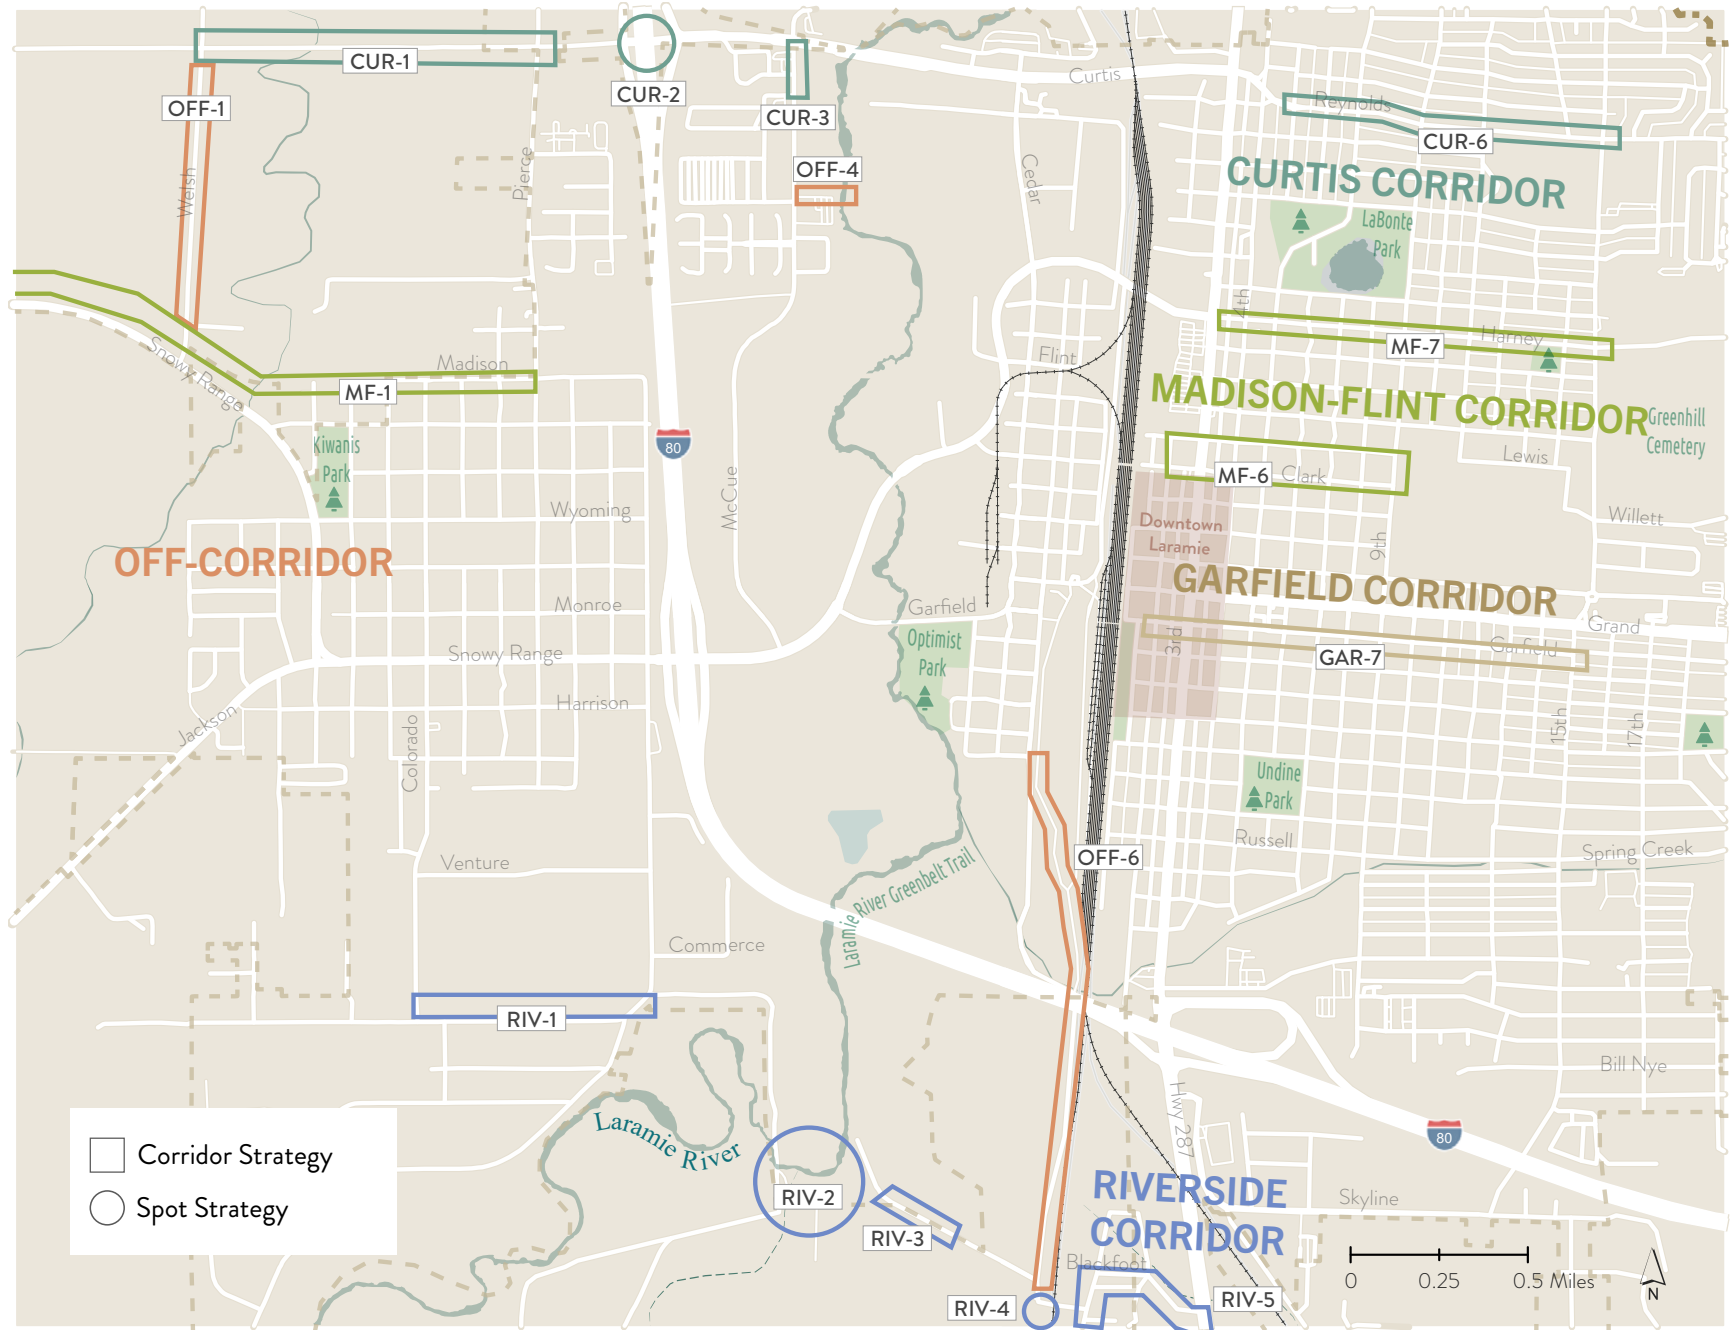 CUR-1
CUR-2
CUR-3
Curtis
OFF-1
Reynolds
CUR-6
OFF-4
Pierce
Cedar
Welsh
CURTIS CORRIDOR
LaBonte
Park
4th
Harney
MF-7
Snowy Range
Madison
MF-1
Flint
MADISON-FLINT CORRIDOR
Greenhill
Cemetery
Kiwanis
Park
80
McCue
MF-6
Clark
Lewis
Wyoming
Willett
Downtown
Laramie
9th
OFF-CORRIDOR
GARFIELD CORRIDOR
Monroe
Garfield
Grand
Optimist
Park
3rd
Garfield
GAR-7
Snowy Range
Harrison
Jackson
Colorado
15th
17th
Undine
Park
Russell
Spring Creek
OFF-6
Venture
Laramie River Greenbelt Trail
Commerce
RIV-1
Bill Nye
Hwy 287
80
Laramie River
Corridor Strategy
Spot Strategy
RIV-2
RIV-3
RIVERSIDE
CORRIDOR
Skyline
Blackfoot
RIV-4
RIV-5
0 0.25 0.5 Miles
N